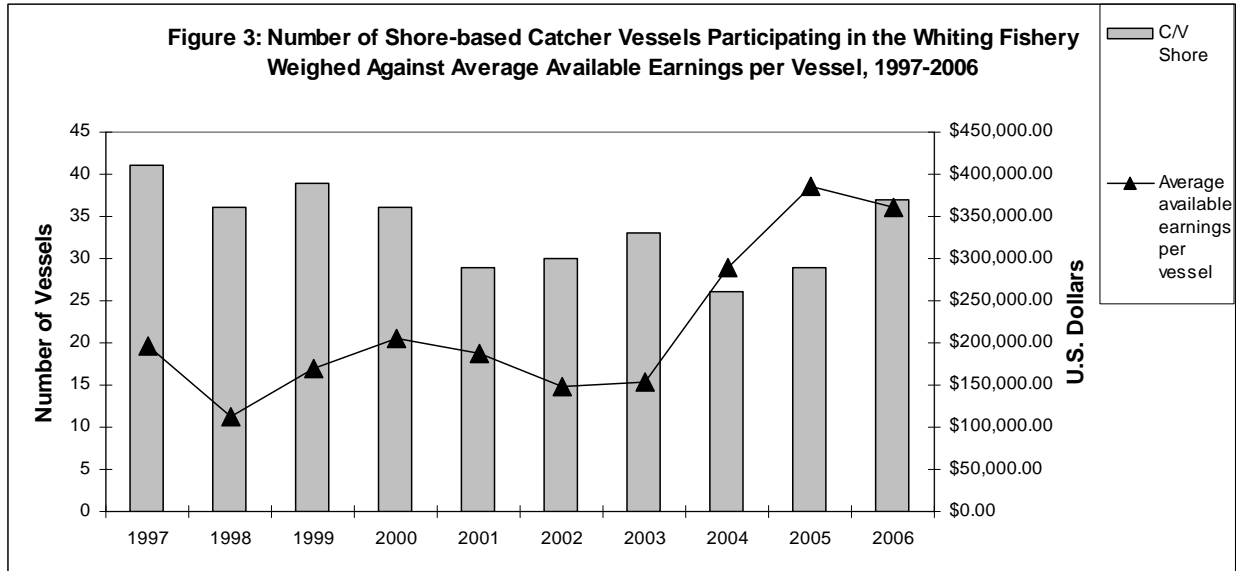 Figure 3: Number of Shore-based Catcher Vessels Participating in the Whiting Fishery
Weighed Against Average Available Earnings per Vessel, 1997-2006
C/V
Shore
Average
available
earnings
per
vessel
Number of Vessels
45
40
35
30
25
20
15
10
5
0
U.S. Dollars
$450,000.00
$400,000.00
$350,000.00
$300,000.00
$250,000.00
$200,000.00
$150,000.00
$100,000.00
$50,000.00
$0.00
1997 1998 1999 2000 2001 2002 2003 2004 2005 2006